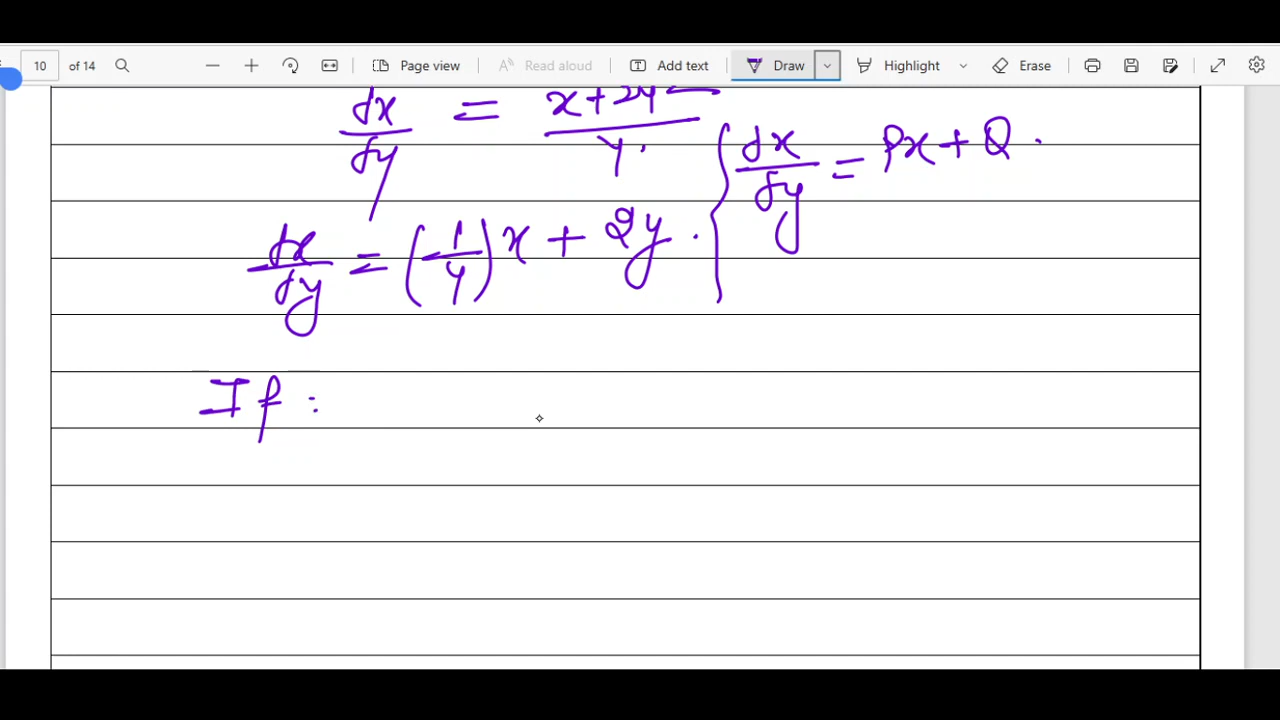 10 of 14 Page view Read aloud Add text Draw Highlight Erase
dx/dy = x+2y²/y.
{dx/dy = Px + Q.
dx/dy = (1/y)x + 2y.
If :